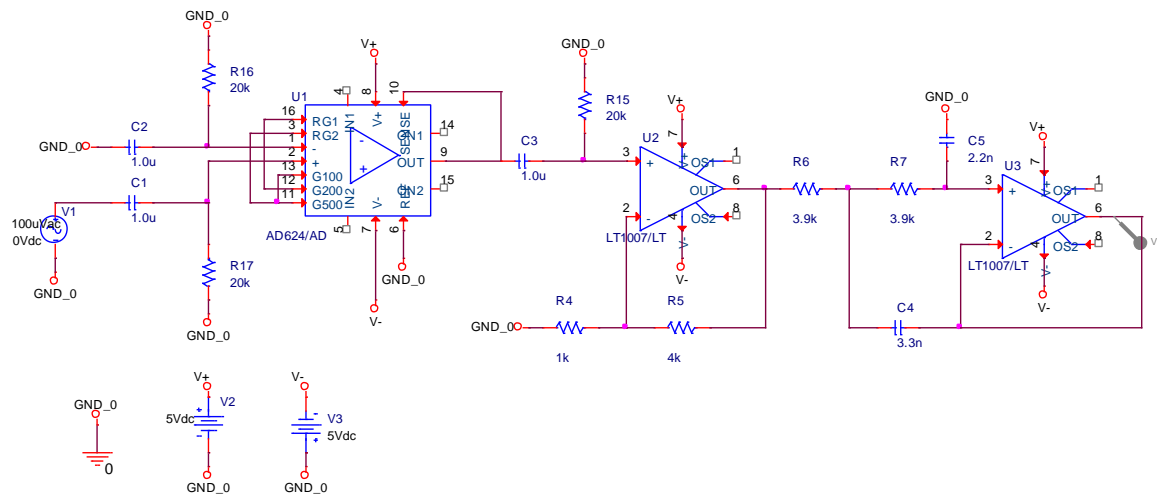 GND_0
R16
20k
C2
GND_0
1.0u
C1
1.0u
V1
100uVac
0Vdc
GND_0
R17
20k
GND_0
U1
V+
4
8
10
IN1
V+
SENSE
16
RG1
3
RG2
1
-
2
+
13
G100
12
G200
11
G500
14
9
OUT
15
IN2
V-
REF
5
7
6
AD624/AD
GND_0
V-
C3
1.0u
GND_0
R15
20k
V+
U2
7
V+
3
+
OS1
1
OUT
6
2
-
OS2
8
4
V-
LT1007/LT
V-
R4
GND_0
1k
R5
4k
R6
3.9k
R7
3.9k
GND_0
C5
2.2n
V+
U3
7
V+
3
+
OS1
1
OUT
6
V
2
-
OS2
8
4
V-
LT1007/LT
V-
C4
3.3n
GND_0
0
V+
V2
5Vdc
+
-
GND_0
V-
V3
5Vdc
-
+
GND_0